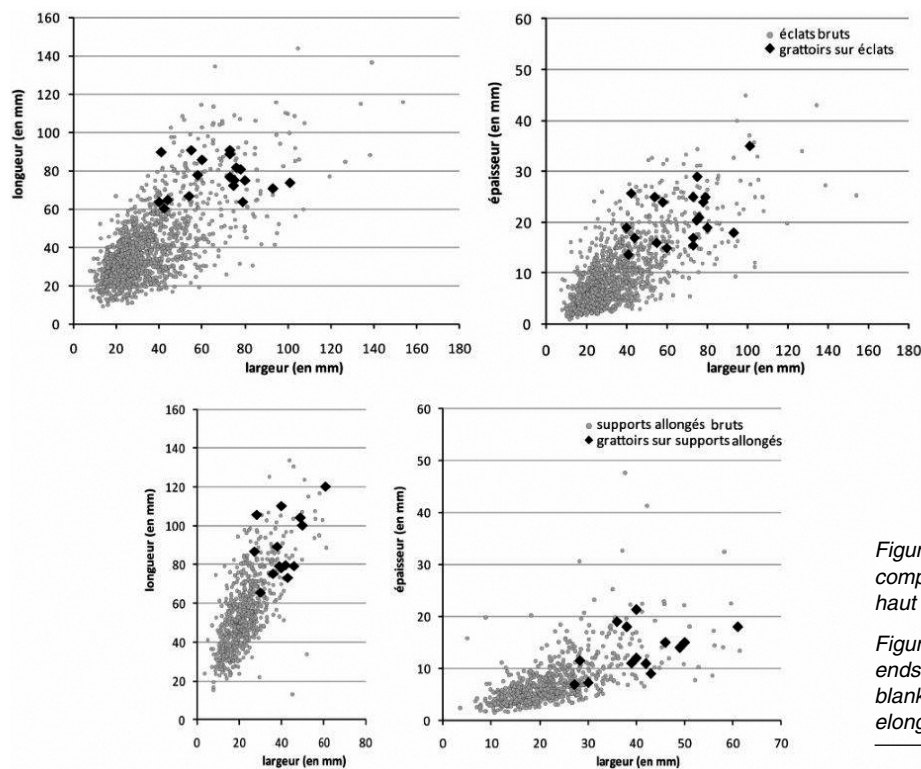 longueur (en mm)
160
140
120
100
80
60
40
20
0
0 20 40 60 80 100 120 140 160 180
largeur (en mm)
épaisseur (en mm)
60
50
40
30
20
10
0
0 20 40 60 80 100 120 140 160 180
largeur (en mm)
éclats bruts
grattoirs sur éclats
longueur (en mm)
160
140
120
100
80
60
40
20
0
0 20 40 60 80
largeur (en mm)
épaisseur (en mm)
60
50
40
30
20
10
0
0 10 20 30 40 50 60 70
largeur (en mm)
supports allongés bruts
grattoirs sur supports allongés
Figur
comp
haut
Figur
ends
blank
elong